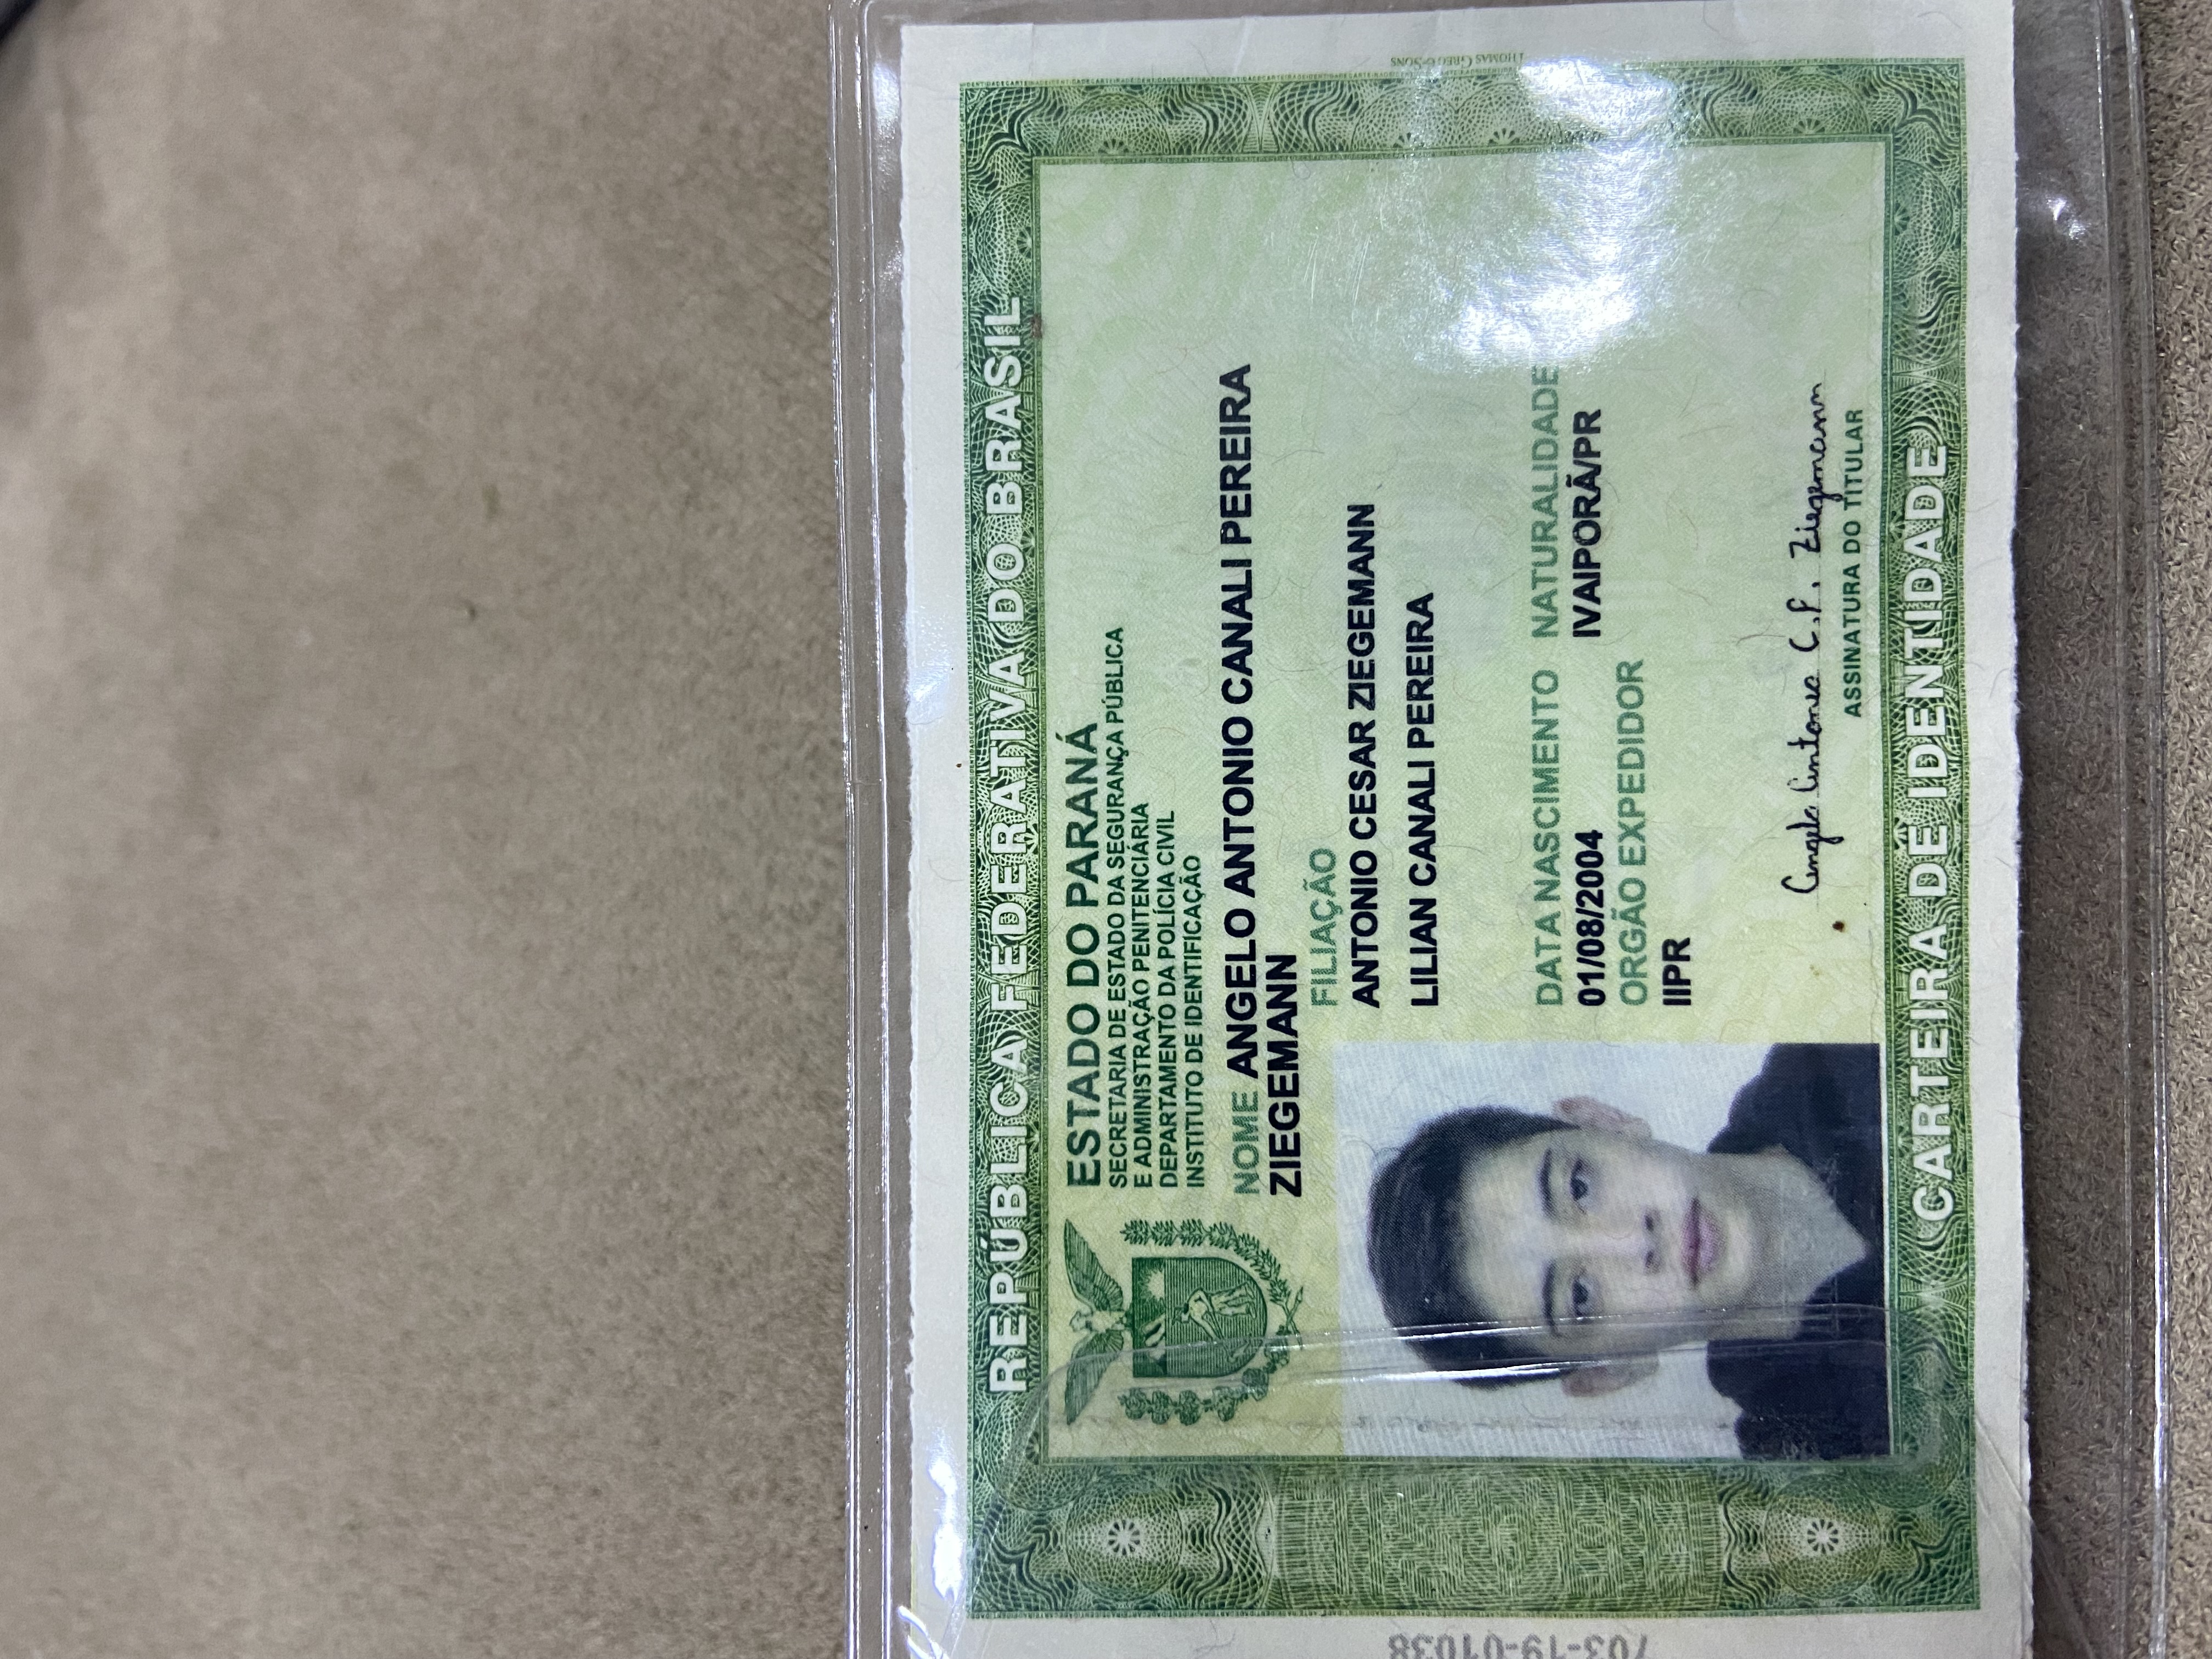 REPÚBLICA FEDERATIVA DO BRASIL
ESTADO DO PARANÁ
SECRETARIA DE ESTADO DA SEGURANÇA PÚBLICA
E ADMINISTRAÇÃO PENITENCIÁRIA
DEPARTAMENTO DA POLÍCIA CIVIL
INSTITUTO DE IDENTIFICAÇÃO
NOME ANGELO ANTONIO CANALI PEREIRA
ZIEGEMANN
FILIAÇÃO
ANTONIO CESAR ZIEGEMANN
LILIAN CANALI PEREIRA
DATA NASCIMENTO NATURALIDADE
01/08/2004 IVAIPORÃ/PR
ORGÃO EXPEDIDOR
IIPR
Angelo Antonio C. P. Ziegemann
ASSINATURA DO TITULAR
CARTEIRA DE IDENTIDADE
703-19-01038
THOMAS GREG & SONS